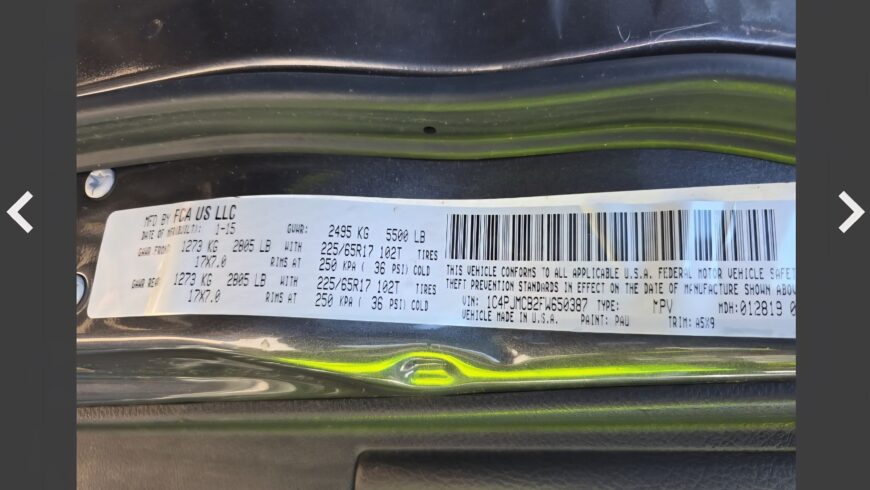 MFD BY FCA US LLC
DATE OF MFR(BUILT): 1-15 GVWR: 2495 KG 5500 LB
GAWR FRONT: 1273 KG 2805 LB WITH 225/65R17 102T TIRES
17X7.0 RIMS AT 250 KPA ( 36 PSI) COLD
GAWR REAR: 1273 KG 2805 LB WITH 225/65R17 102T TIRES
17X7.0 RIMS AT 250 KPA ( 36 PSI) COLD
THIS VEHICLE CONFORMS TO ALL APPLICABLE U.S.A. FEDERAL MOTOR VEHICLE SAFET
THEFT PREVENTION STANDARDS IN EFFECT ON THE DATE OF MANUFACTURE SHOWN ABOV
VIN: 1C4PJMCB2FW650387 TYPE: MPV MDH: 012813 0
VEHICLE MADE IN U.S.A. PAINT: PAU TRIM: A5X9